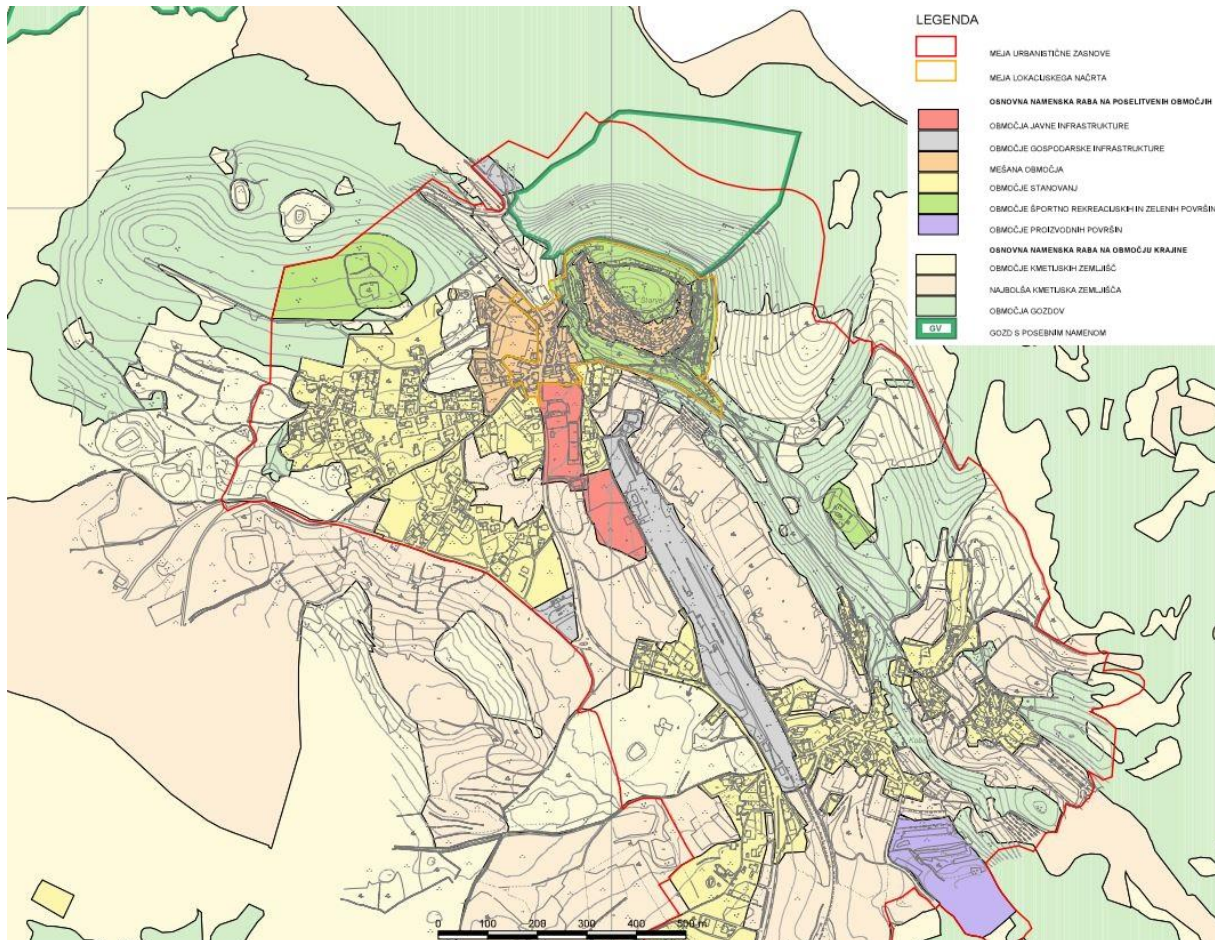 LEGENDA
MEJA URBANISTIČNE ZASNOVE
MEJA LOKACIJSKEGA NAČRTA
OSNOVNA NAMENSKA RABA NA POSELITVENIH OBMOČJIH
OBMOČJA JAVNE INFRASTRUKTURE
OBMOČJE GOSPODARSKE INFRASTRUKTURE
MEŠANA OBMOČJA
OBMOČJE STANOVANJ
OBMOČJE ŠPORTNO REKREACIJSKIH IN ZELENIH POVRŠIN
OBMOČJE PROIZVODNIH POVRŠIN
OSNOVNA NAMENSKA RABA NA OBMOČJU KRAJINE
OBMOČJE KMETIJSKIH ZEMLJIŠČ
NAJBOLŠA KMETIJSKA ZEMLJIŠČA
OBMOČJA GOZDOV
GV GOZD S POSEBNIM NAMENOM
0 100 200 300 400 500 m